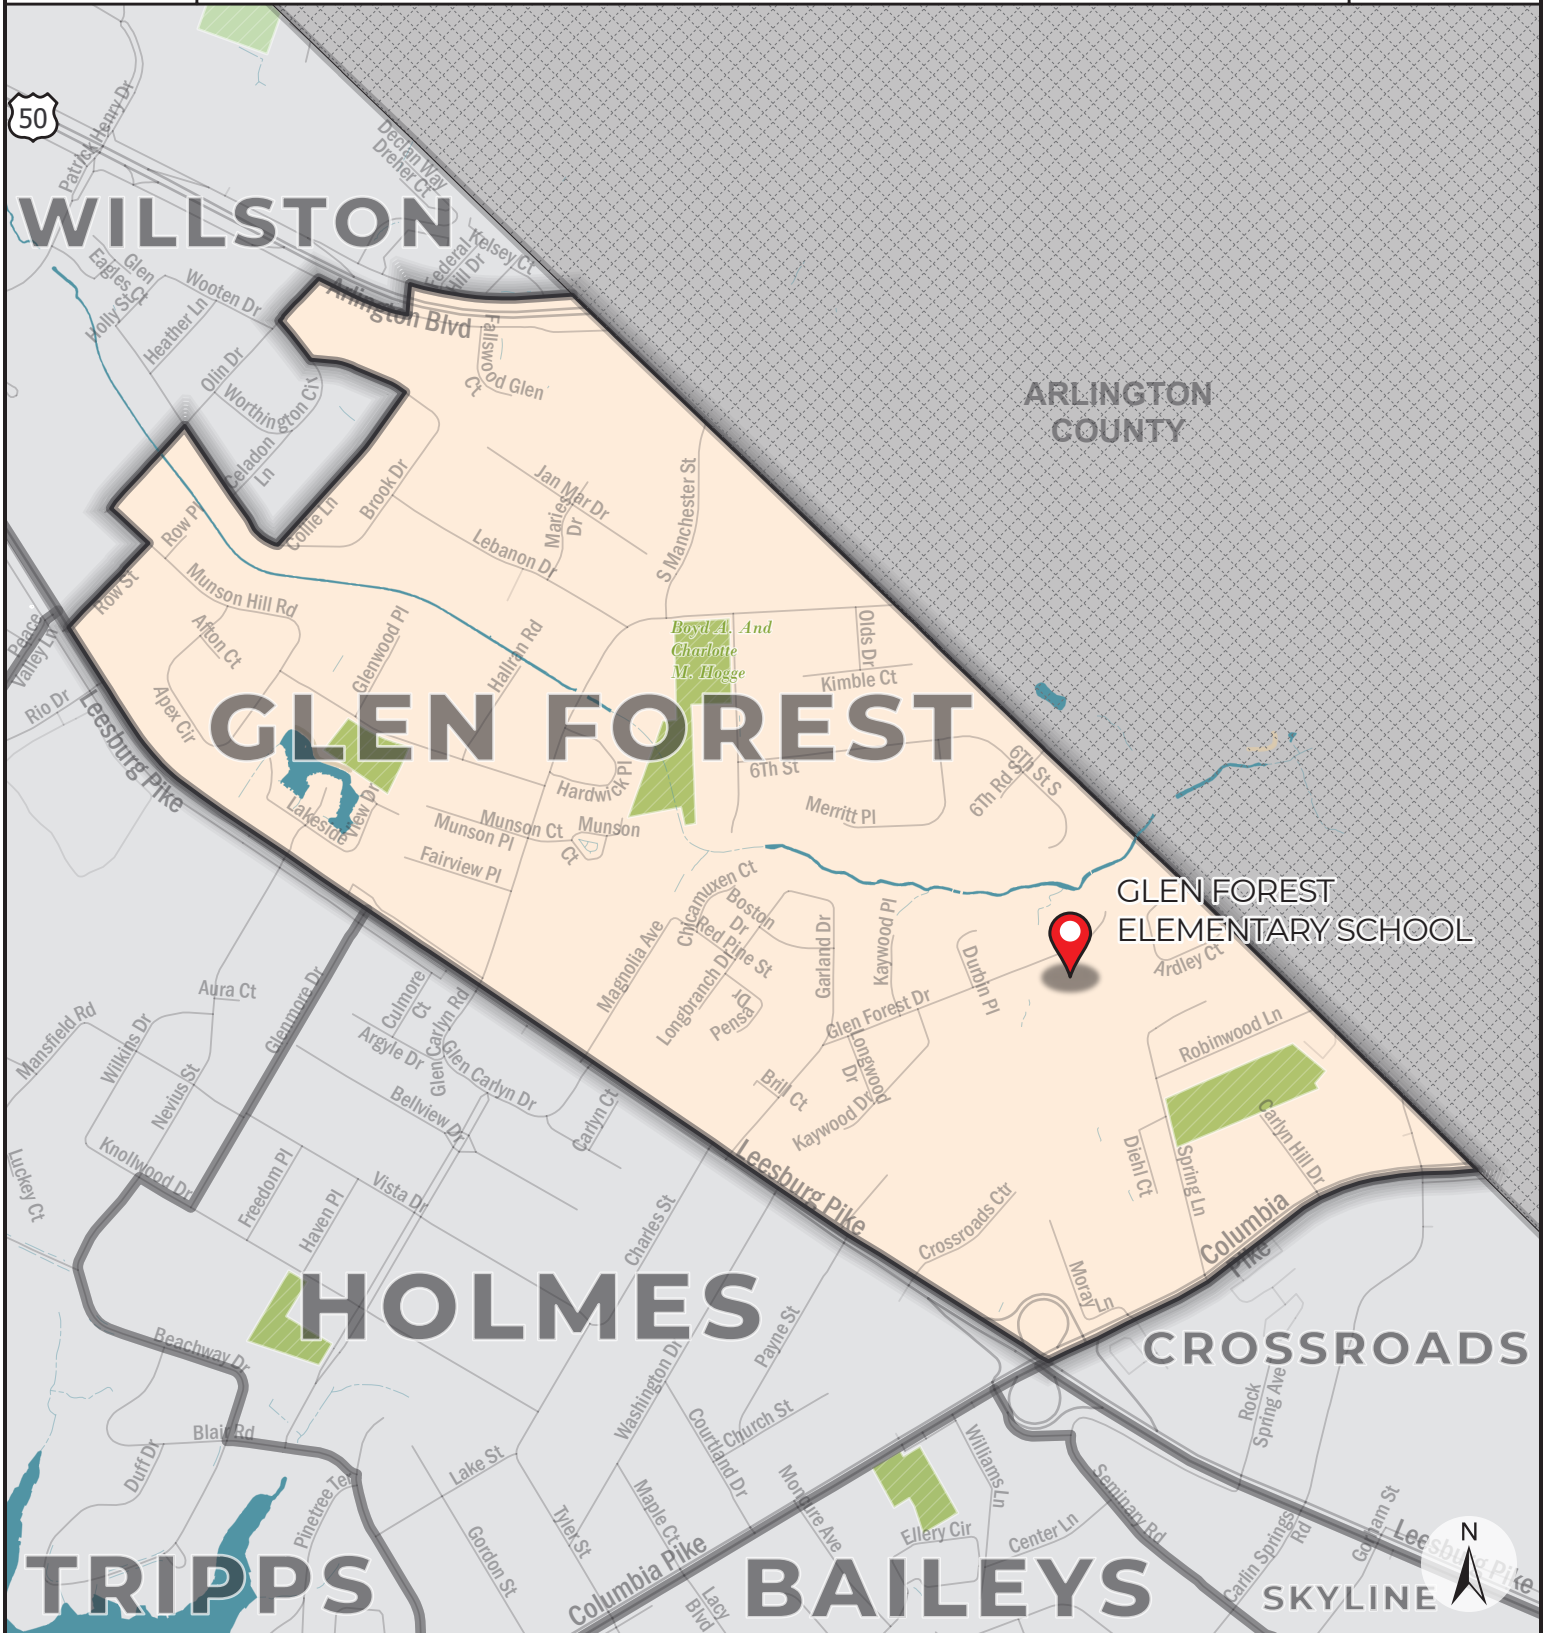 50
Patrick Henry Dr
Declan Way
Dreher Ct
WILLSTON
Kelsey Ct
Federal
Hill Dr
Glen
Eagles Ct
Wooten Dr
Holly St
Heather Ln
Arlington Blvd
Fallswood Glen
Ct
Olin Dr
Worthington Cir
Celadon
Ln
ARLINGTON
COUNTY
Collie Ln
Brook Dr
Jan Mar Dr
Maries
Dr
S Manchester St
Lebanon Dr
Row Pl
Row St
Munson Hill Rd
Afton Ct
Glenwood Pl
Hallran Rd
Boyd A. And
Charlotte
M. Hogge
Olds Dr
Kimble Ct
Peace
Valley Ln
Rio Dr
Apex Cir
GLEN FOREST
Leesburg Pike
Lakeside
View Dr
Hardwick Pl
6Th St
6Th St S
6Th Rd S
Merritt Pl
Munson Ct
Munson Pl
Munson
Ct
Fairview Pl
Chicamuxen Ct
Boston
Dr
Red Pine St
Longbranch Dr
Magnolia Ave
Pensa
Dr
Garland Dr
Kaywood Pl
Durbin Pl
GLEN FOREST
ELEMENTARY SCHOOL
Ardley Ct
Glen Forest Dr
Longwood
Dr
Robinwood Ln
Aura Ct
Glenmore Dr
Culmore
Ct
Glen Carlyn Rd
Argyle Dr
Glen Carlyn Dr
Mansfield Rd
Wilkins Dr
Nevius St
Bellview Dr
Carlyn Ct
Brill Ct
Kaywood Dr
Carlyn Hill Dr
Diehl Ct
Spring Ln
Knollwood Dr
Luckey Ct
Freedom Pl
Haven Pl
Vista Dr
Charles St
Leesburg Pike
Crossroads Ctr
Columbia
Pike
Moray
Ln
HOLMES
CROSSROADS
Beachway Dr
Payne St
Washington Dr
Blair Rd
Duff Dr
Church St
Courtland Dr
Rock
Spring Ave
Lake St
Pinetree Ter
Williams Ln
Moncure Ave
Seminary Rd
Maple Ct
Tyler St
Gordon St
Ellery Cir
Center Ln
Carlin Springs
Rd
Gorham St
Leesburg Pike
N
TRIPPS
Columbia Pike
Lacy
Blvd
BAILEYS
SKYLINE